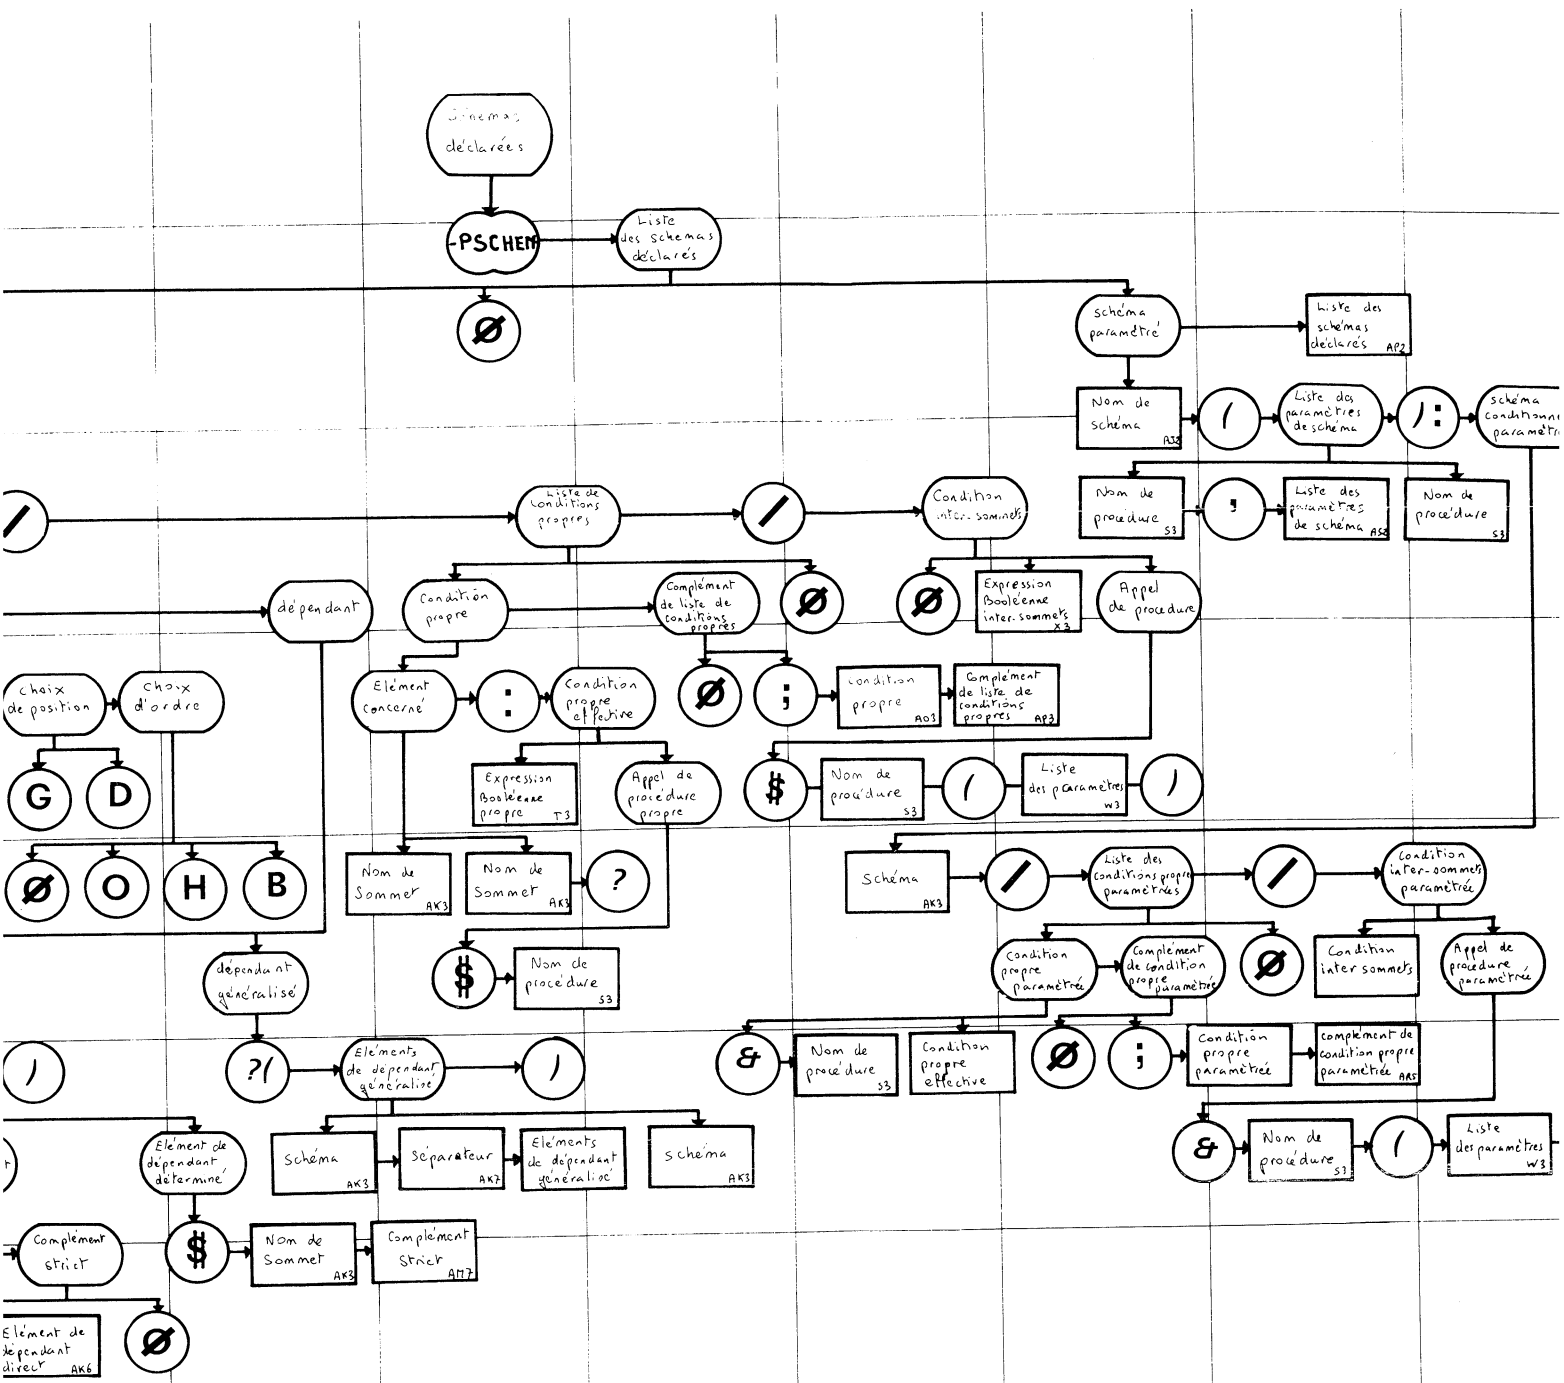 Schémas
déclarées
-PSCHEM
Liste
des schemas
déclarés
Ø
schéma
paramètré
Liste des
schémas
déclarés AP2
Nom de
schéma
(
Liste des
paramètres
de schéma
) :
schéma
paramètr
/
Liste de
Conditions
propres
/
Condition
inter-sommets
Nom de
procédure S3
,
Liste des
paramètres
de schéma AS2
Nom de
procédure S3
dépendant
Condition
propre
Complément
de liste de
conditions
propres
Ø
Ø
Expression
Booléenne
inter-sommets
X3
Appel
de procedure
choix
de position
choix
d'ordre
Elément
concerné
:
Condition
propre
effective
Ø
;
condition
propre AO3
Complément
de liste de
conditions
propres AP3
G
D
Expression
Booléenne
propre T3
Appel de
procédure
propre
$
Nom de
procédure S3
(
Liste
des paramètres
W3
)
Ø
O
H
B
Nom de
Sommet AK3
Nom de
Sommet AK3
?
Schéma
AK3
/
Liste des
conditions propres
paramétrées
/
Condition
inter-sommets
paramètrée
dépendant
généralisé
$
Nom de
procédure
S3
Condition
propre
paramétrée
Complément
de condition
propre
paramètrée
Ø
Condition
inter sommets
Appel de
procedure
paramètrée
)
?(
Eléments
de dépendant
généralisé
)
&
Nom de
procédure
S3
Condition
propre
effective
Ø
;
Condition
propre
paramétrée
complément de
condition propre
paramétrée AR5
Elément de
dépendant
déterminé
schéma
AK3
séparateur
AK7
Eléments
de dépendant
généralisé
schéma
AK3
&
Nom de
procédure S3
(
Liste
des paramètres
W3
Complément
strict
$
Nom de
Sommet AK3
Complément
Strict
AM7
Elément de
dépendant
direct AK6
Ø